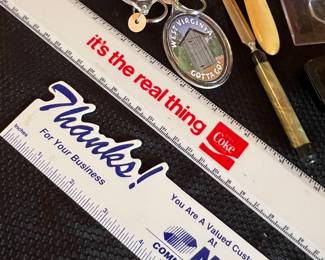 WEST VIRGINIA
GOTTA GO!
it's the real thing
Coke
Thanks!
For Your Business
Inches
You Are A Valued Cust
At
COM